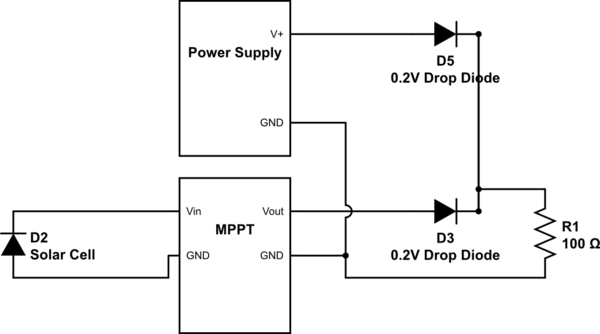 V+
Power Supply
D5
0.2V Drop Diode
GND
Vin
Vout
MPPT
R1
100 Ω
D2
Solar Cell
GND
GND
D3
0.2V Drop Diode